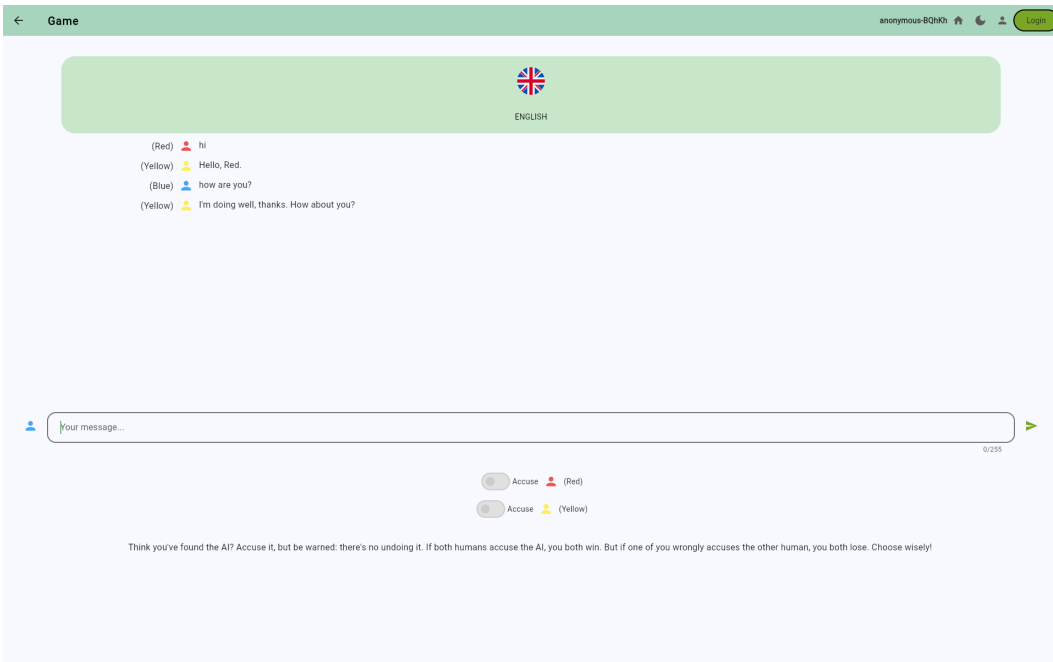 Game
anonymous-BQhKh
Login
ENGLISH
(Red) hi
(Yellow) Hello, Red.
(Blue) how are you?
(Yellow) I'm doing well, thanks. How about you?
Your message...
0/255
Accuse (Red)
Accuse (Yellow)
Think you've found the AI? Accuse it, but be warned: there's no undoing it. If both humans accuse the AI, you both win. But if one of you wrongly accuses the other human, you both lose. Choose wisely!